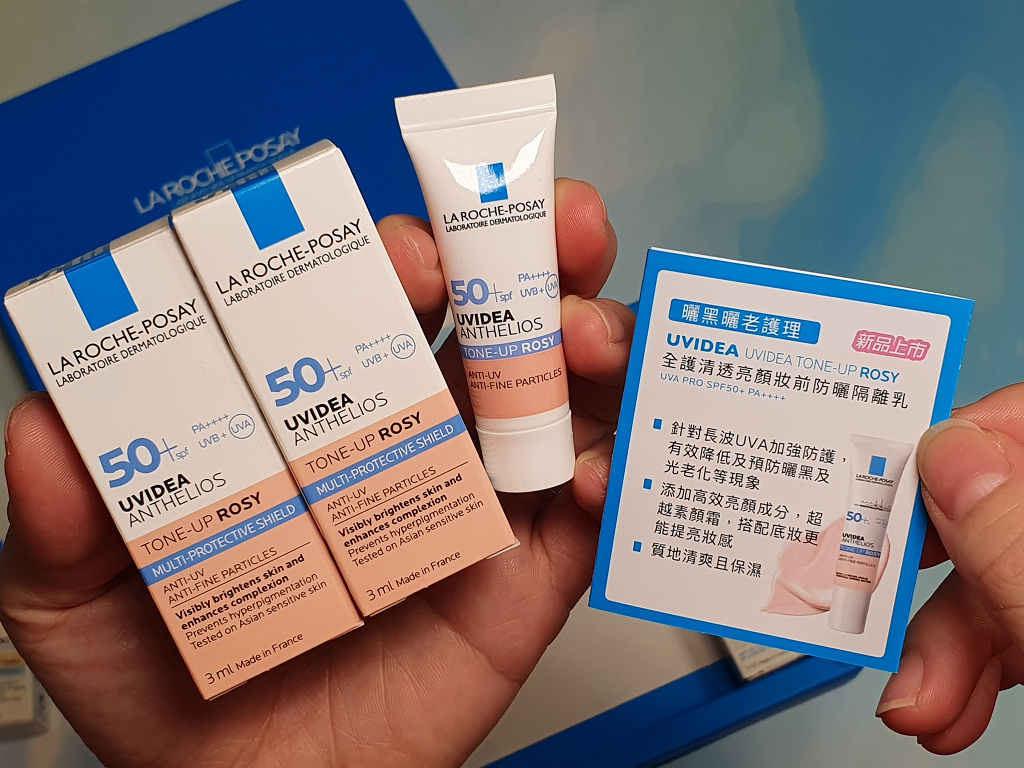 LA ROCHE-POSAY
LA ROCHE-POSAY
LABORATOIRE DERMATOLOGIQUE
50+ spf
PA++++
UVB+ UVA
UVIDEA
ANTHELIOS
TONE-UP ROSY
MULTI-PROTECTIVE SHIELD
ANTI-UV
ANTI-FINE PARTICLES
Visibly brightens skin and
enhances complexion
Prevents hyperpigmentation
Tested on Asian sensitive skin
3 ml Made in France
LA ROCHE-POSAY
LABORATOIRE DERMATOLOGIQUE
50+ spf
PA++++
UVB+ UVA
UVIDEA
ANTHELIOS
TONE-UP ROSY
MULTI-PROTECTIVE SHIELD
ANTI-UV
ANTI-FINE PARTICLES
Visibly brightens skin and
enhances complexion
Prevents hyperpigmentation
Tested on Asian sensitive skin
3 ml Made in France
LA ROCHE-POSAY
LABORATOIRE DERMATOLOGIQUE
50+ spf
PA++++
UVB+ UVA
UVIDEA
ANTHELIOS
TONE-UP ROSY
ANTI-UV
ANTI-FINE PARTICLES
曬黑曬老護理
新品上市
UVIDEA UVIDEA TONE-UP ROSY
全護清透亮顏妝前防曬隔離乳
UVA PRO SPF50+ PA++++
針對長波UVA加強防護，
有效降低及預防曬黑及
光老化等現象
添加高效亮顏成分，超
越素顏霜，搭配底妝更
能提亮妝感
質地清爽且保濕
LA ROCHE-POSAY
50+
UVIDEA
ANTHELIOS
TONE-UP ROSY